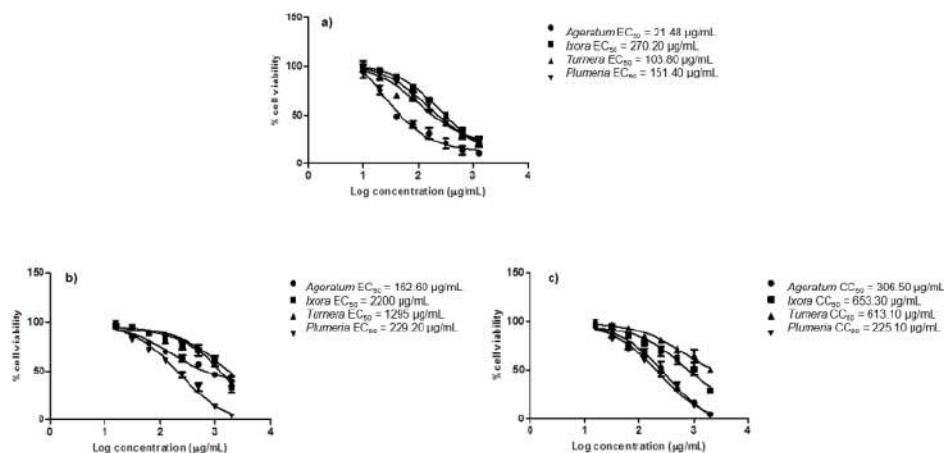 a)
Ageratum EC50 = 21.48 µg/mL
Ixora EC50 = 270.20 µg/mL
Turnera EC50 = 103.80 µg/mL
Plumeria EC50 = 151.40 µg/mL
150
100
50
0
% cell viability
0 1 2 3 4
Log concentration (µg/mL)
b)
Ageratum EC50 = 162.60 µg/mL
Ixora EC50 = 2200 µg/mL
Turnera EC50 = 1295 µg/mL
Plumeria EC50 = 229.20 µg/mL
150
100
50
0
% cell viability
0 1 2 3 4
Log concentration (µg/mL)
c)
Ageratum CC50 = 306.50 µg/mL
Ixora CC50 = 653.30 µg/mL
Turnera CC50 = 613.10 µg/mL
Plumeria CC50 = 225.10 µg/mL
150
100
50
0
% cell viability
0 1 2 3 4
Log concentration (µg/mL)